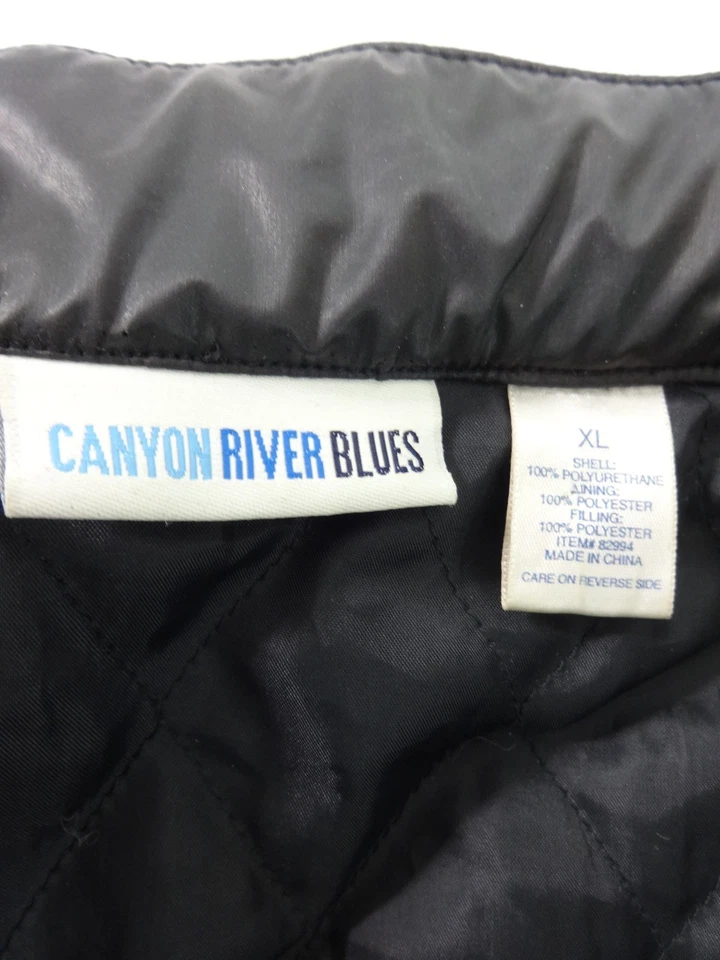 CANYON RIVER BLUES
XL
SHELL:
100% POLYURETHANE
LINING:
100% POLYESTER
FILLING:
100% POLYESTER
ITEM# 82994
MADE IN CHINA
CARE ON REVERSE SIDE